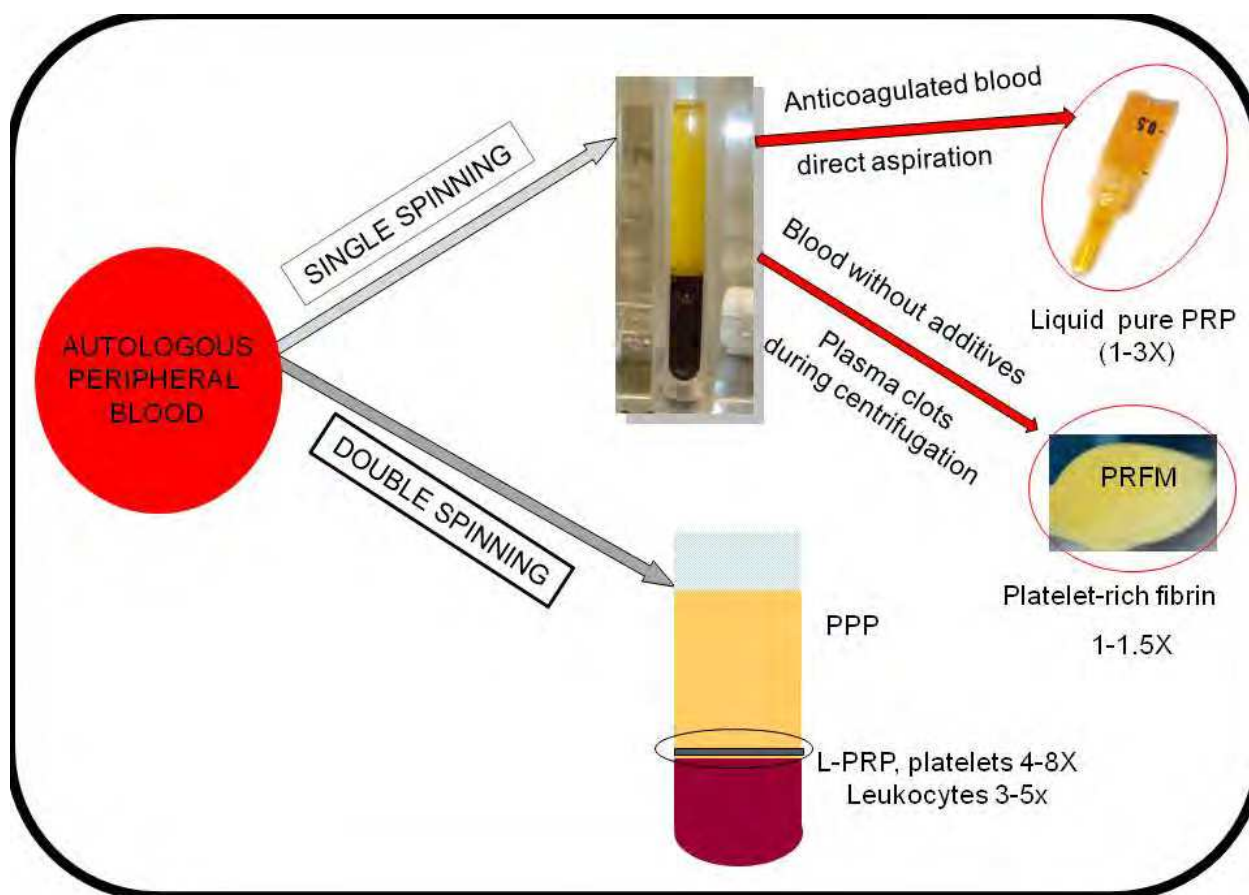 AUTOLOGOUS
PERIPHERAL
BLOOD
SINGLE SPINNING
DOUBLE SPINNING
Anticoagulated blood
direct aspiration
- 0.5
Liquid pure PRP
(1-3X)
Blood without additives
Plasma clots
during centrifugation
PRFM
Platelet-rich fibrin
1-1.5X
PPP
L-PRP, platelets 4-8X
Leukocytes 3-5x